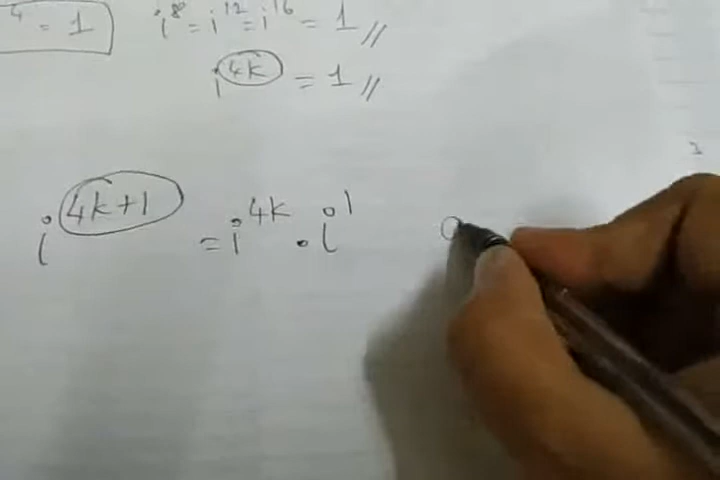 ⁴ = 1
i⁸ = i¹² = i¹⁶ = 1 //
i⁴ᵏ = 1 //
i⁴ᵏ⁺¹ = i⁴ᵏ . i¹